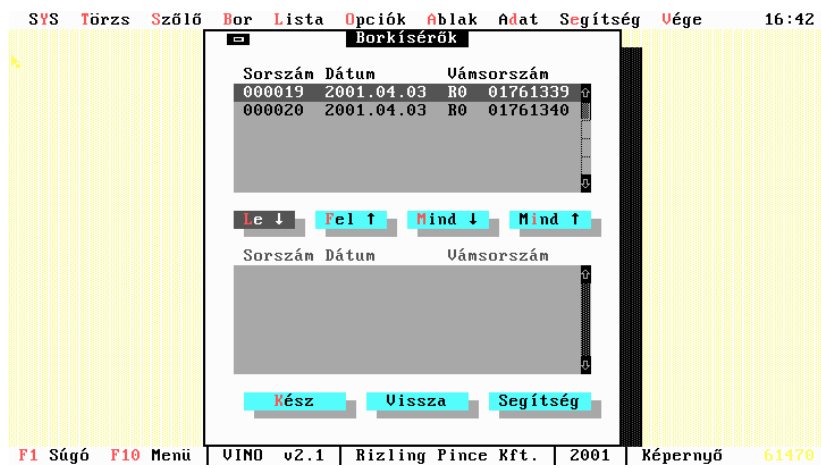 SYS Törzs Szőlő Bor Lista Opciók Ablak Adat Segítség Vége 16:42
Borkísérők
Sorszám Dátum Vámsorszám
000019 2001.04.03 R0 01761339
000020 2001.04.03 R0 01761340
Le ↓ Fel ↑ Mind ↓ Mind ↑
Sorszám Dátum Vámsorszám
Kész Vissza Segítség
F1 Súgó F10 Menü VINO v2.1 Rizling Pince Kft. 2001 Képernyő 61470